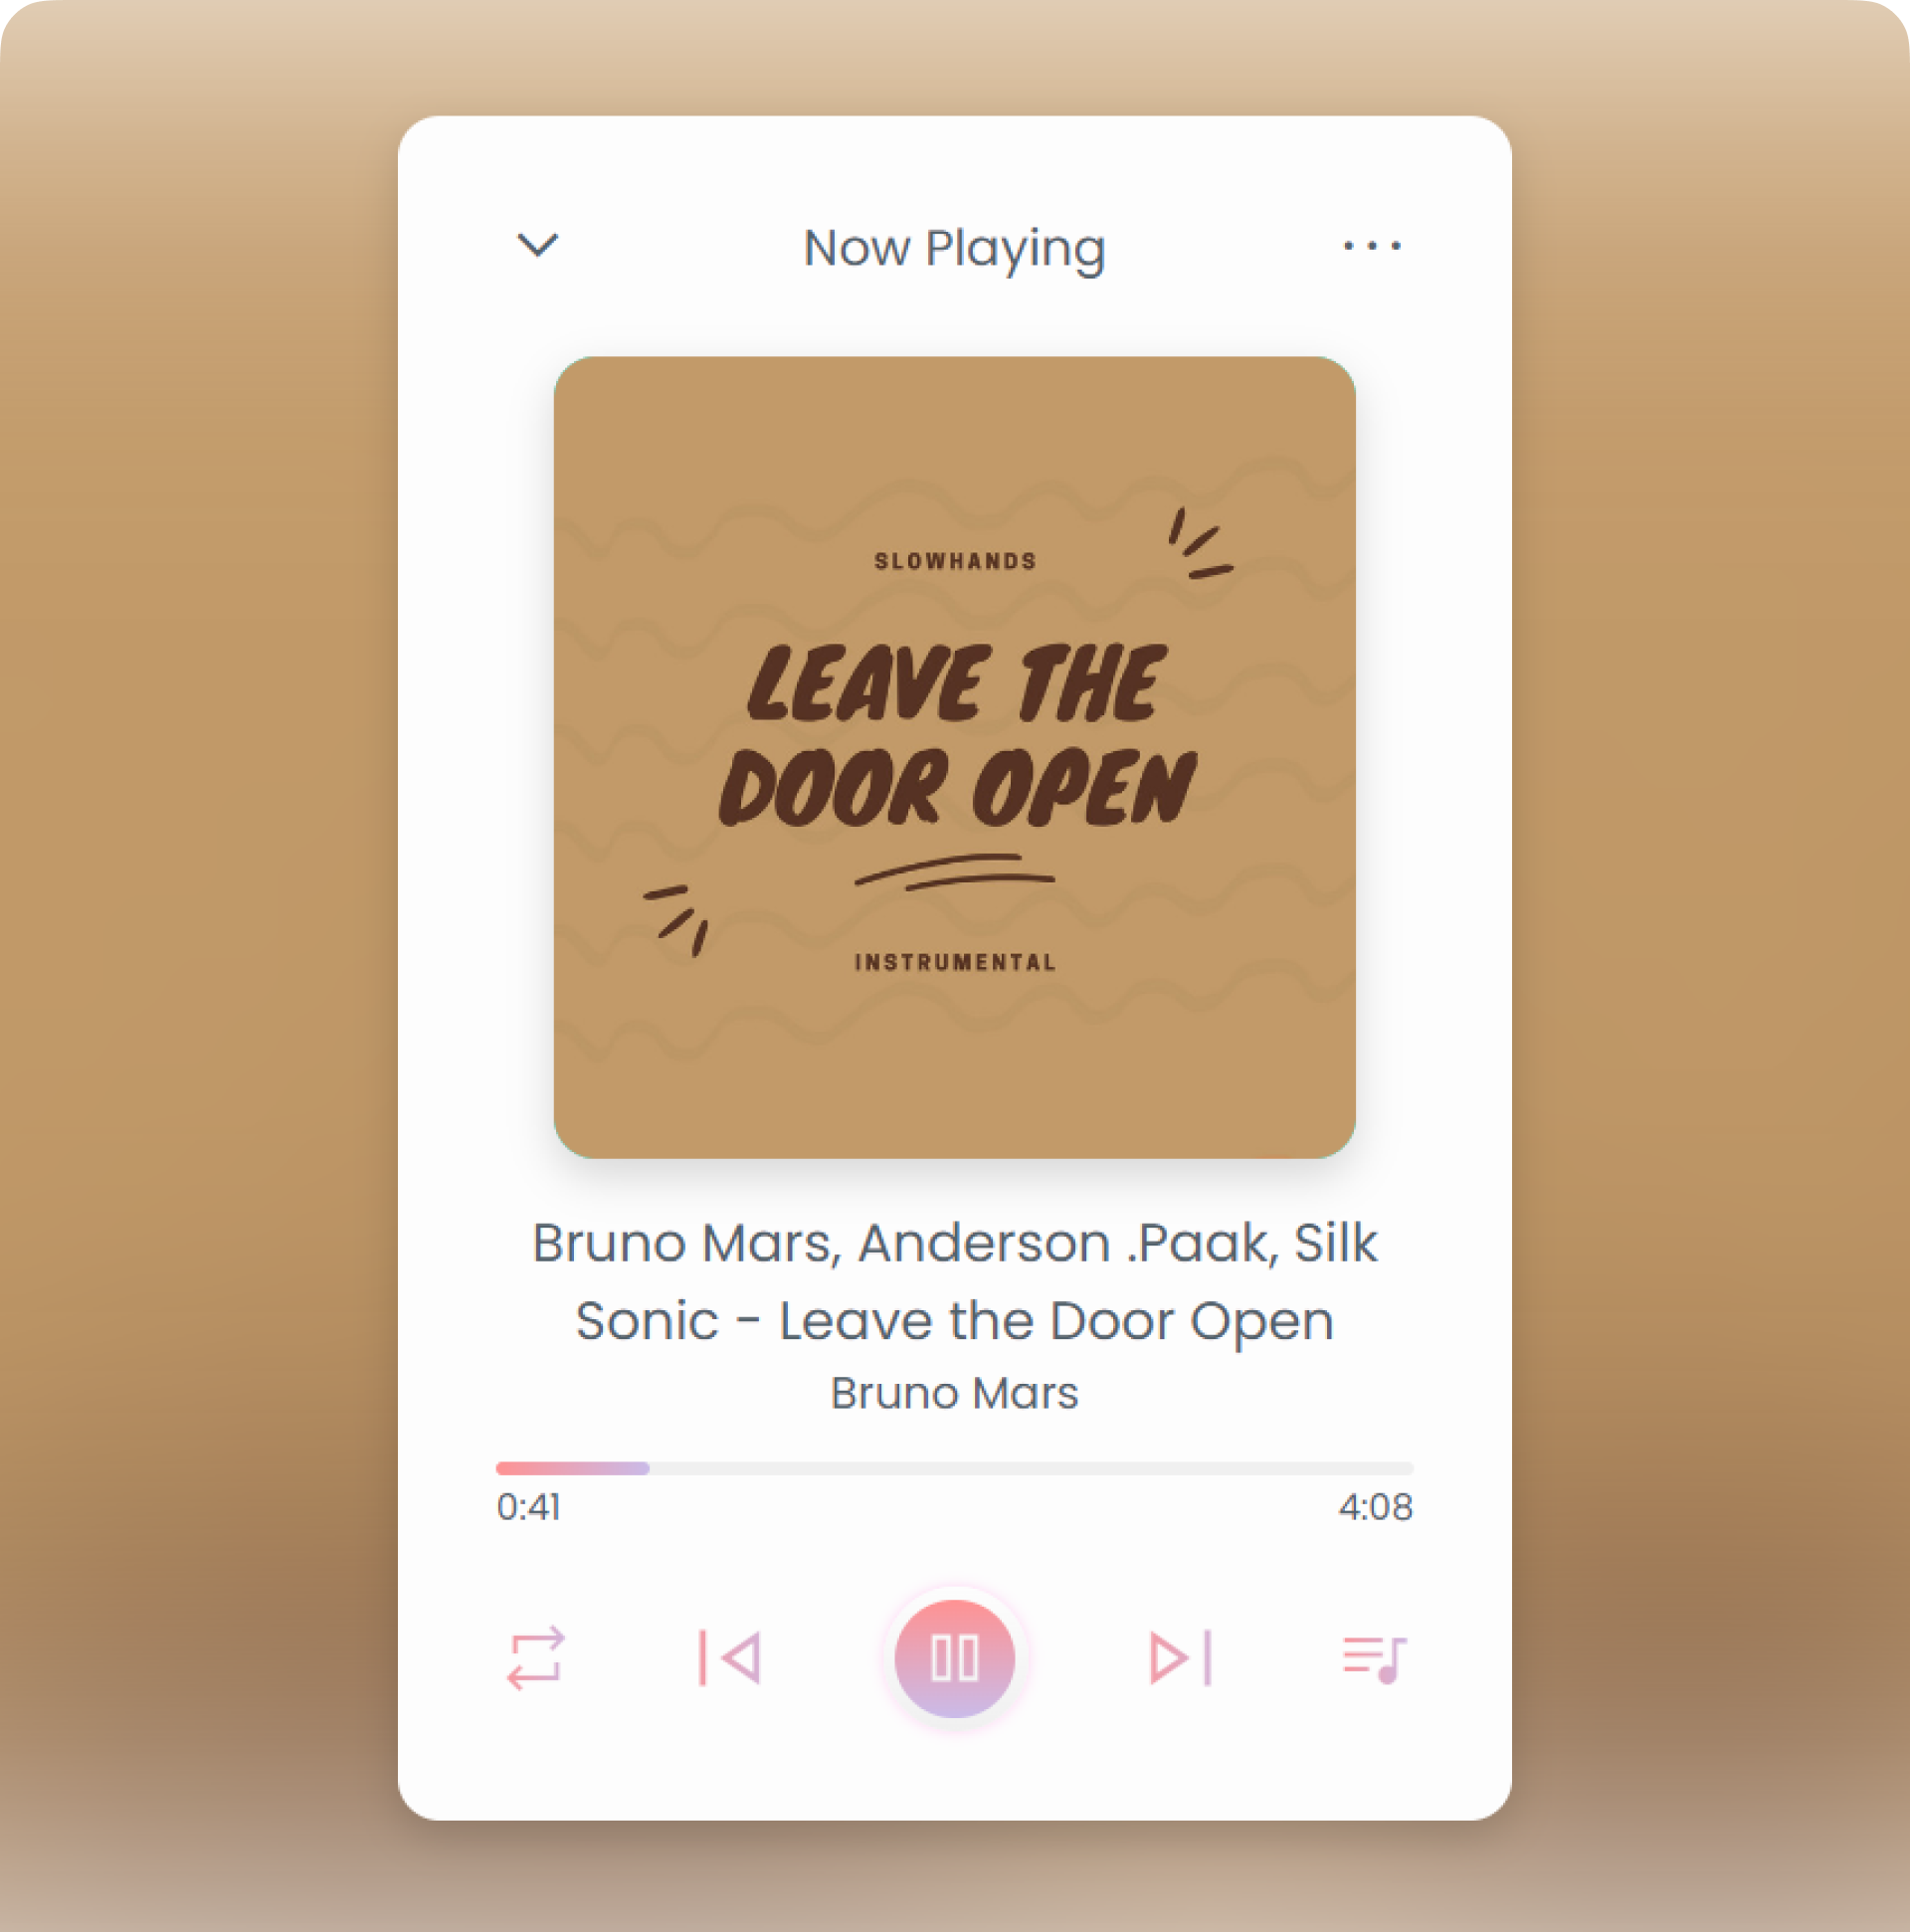 Now Playing
SLOWHANDS
LEAVE THE
DOOR OPEN
INSTRUMENTAL
Bruno Mars, Anderson .Paak, Silk
Sonic - Leave the Door Open
Bruno Mars
0:41
4:08